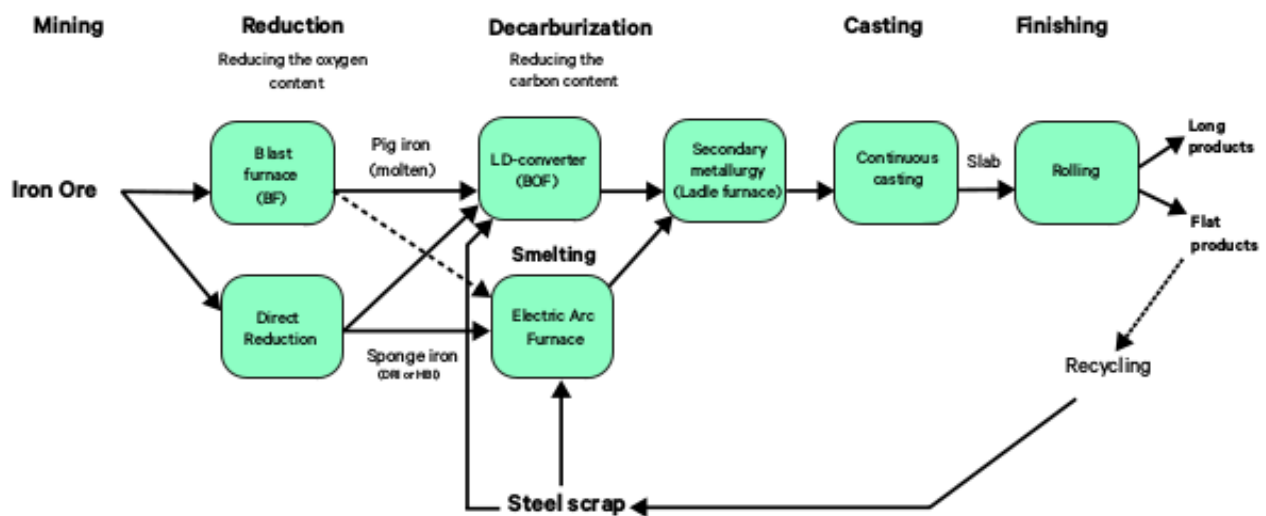 Mining
Reduction
Decarburization
Casting
Finishing
Reducing the oxygen
content
Reducing the
carbon content
Iron Ore
Blast
furnace
(BF)
Pig iron
(molten)
LD-converter
(BOF)
Secondary
metallurgy
(Ladle furnace)
Continuous
casting
Slab
Rolling
Long
products
Flat
products
Direct
Reduction
Sponge iron
(DRI or HBI)
Smelting
Electric Arc
Furnace
Recycling
Steel scrap